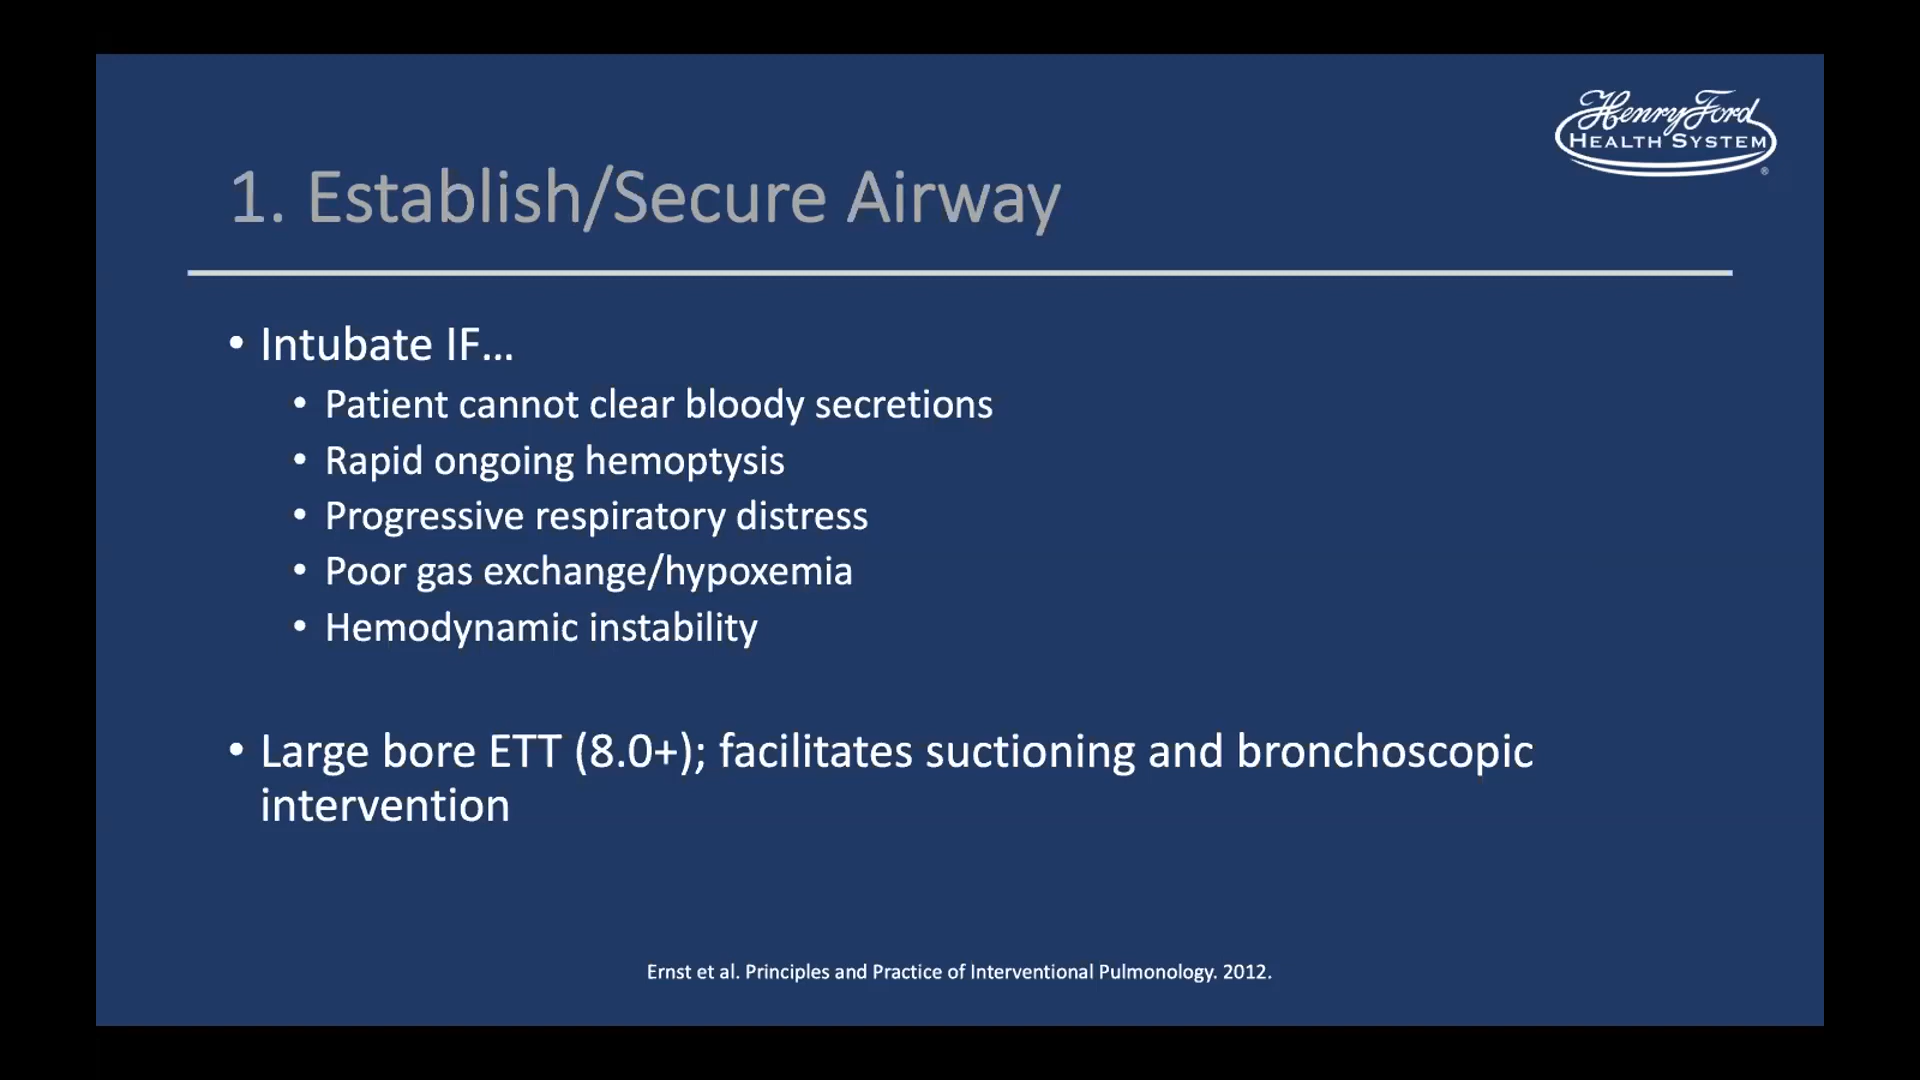 Henry Ford
HEALTH SYSTEM
®
1. Establish/Secure Airway
• Intubate IF...
• Patient cannot clear bloody secretions
• Rapid ongoing hemoptysis
• Progressive respiratory distress
• Poor gas exchange/hypoxemia
• Hemodynamic instability
• Large bore ETT (8.0+); facilitates suctioning and bronchoscopic
intervention
Ernst et al. Principles and Practice of Interventional Pulmonology. 2012.